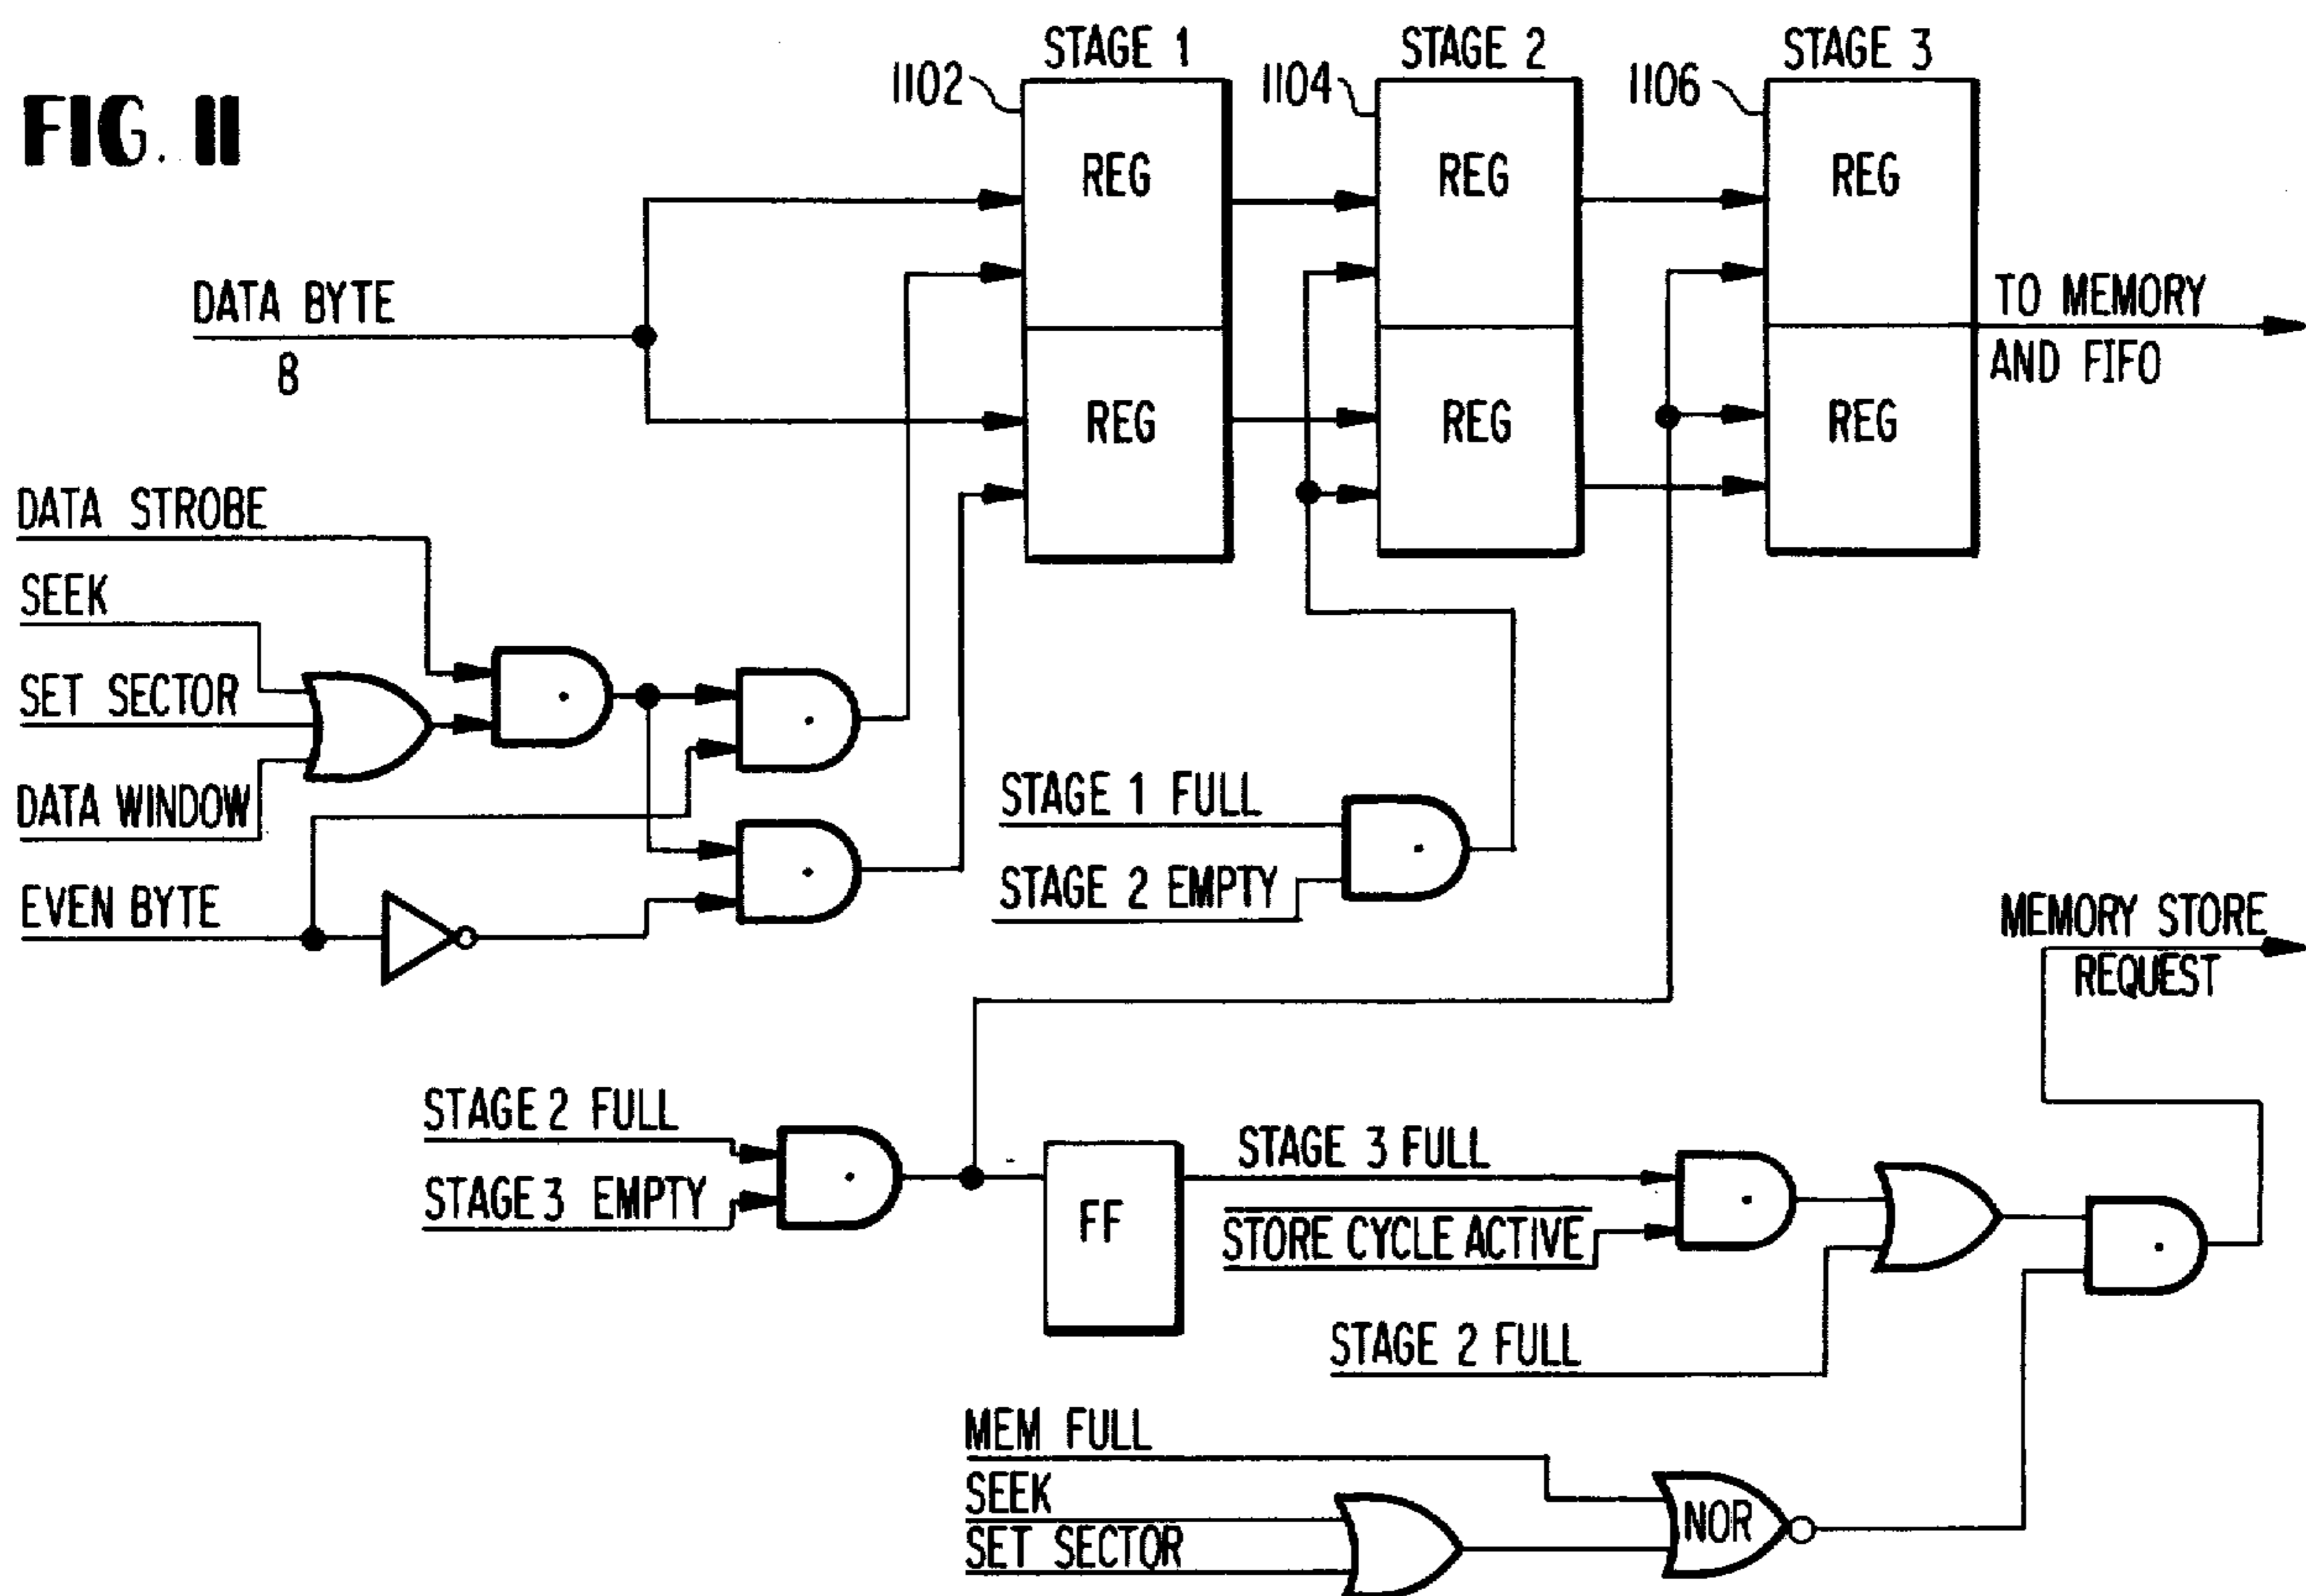 FIG. 11
STAGE 1
STAGE 2
STAGE 3
1102
1104
1106
REG
REG
REG
DATA BYTE
8
REG
REG
REG
TO MEMORY
AND FIFO
DATA STROBE
SEEK
SET SECTOR
DATA WINDOW
EVEN BYTE
STAGE 1 FULL
STAGE 2 EMPTY
MEMORY STORE
REQUEST
STAGE 2 FULL
STAGE 3 EMPTY
FF
STAGE 3 FULL
STORE CYCLE ACTIVE
STAGE 2 FULL
MEM FULL
SEEK
SET SECTOR
NOR